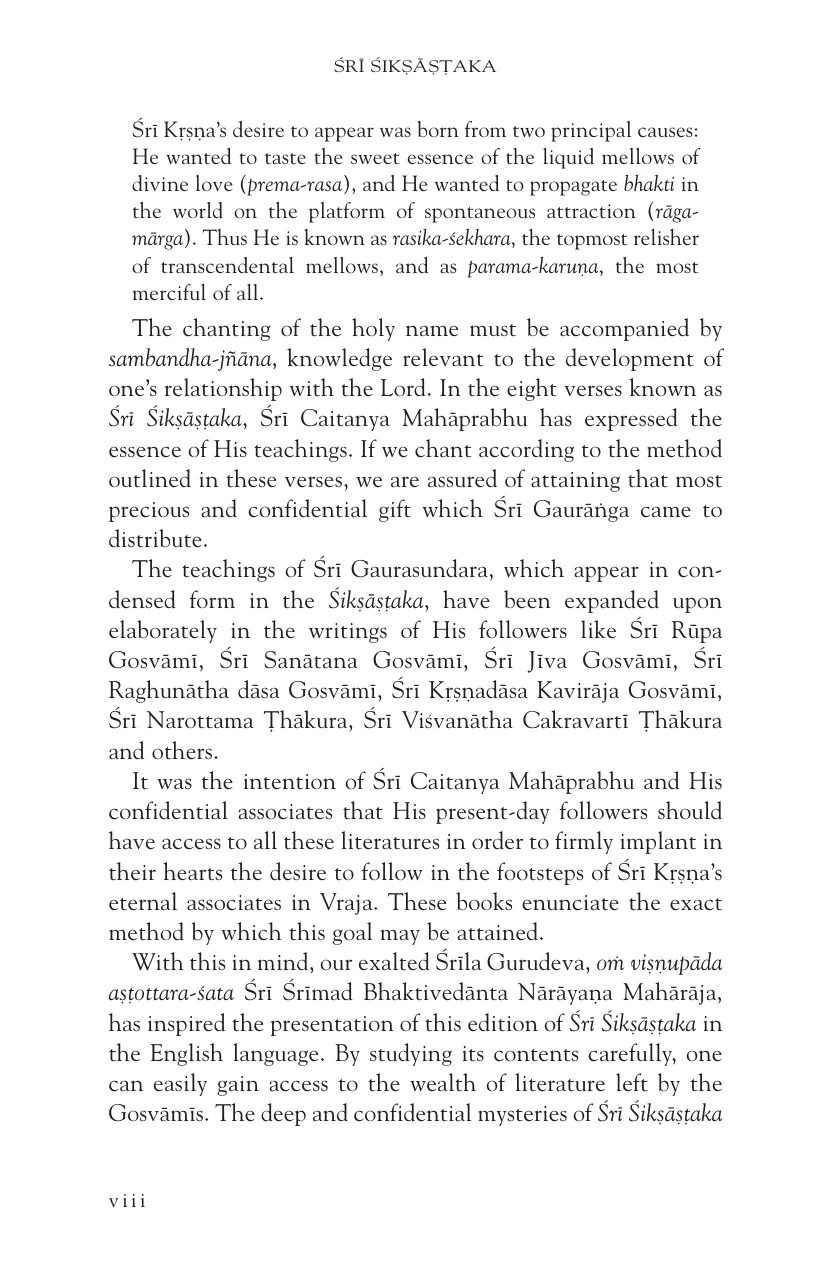 ŚRĪ ŚIKṢĀṢṬAKA
Śrī Kṛṣṇa’s desire to appear was born from two principal causes:
He wanted to taste the sweet essence of the liquid mellows of
divine love (prema-rasa), and He wanted to propagate bhakti in
the world on the platform of spontaneous attraction (rāga-
mārga). Thus He is known as rasika-śekhara, the topmost relisher
of transcendental mellows, and as parama-karuṇa, the most
merciful of all.
The chanting of the holy name must be accompanied by
sambandha-jñāna, knowledge relevant to the development of
one’s relationship with the Lord. In the eight verses known as
Śrī Śikṣāṣṭaka, Śrī Caitanya Mahāprabhu has expressed the
essence of His teachings. If we chant according to the method
outlined in these verses, we are assured of attaining that most
precious and confidential gift which Śrī Gaurāṅga came to
distribute.
The teachings of Śrī Gaurasundara, which appear in con-
densed form in the Śikṣāṣṭaka, have been expanded upon
elaborately in the writings of His followers like Śrī Rūpa
Gosvāmī, Śrī Sanātana Gosvāmī, Śrī Jīva Gosvāmī, Śrī
Raghunātha dāsa Gosvāmī, Śrī Kṛṣṇadāsa Kavirāja Gosvāmī,
Śrī Narottama Ṭhākura, Śrī Viśvanātha Cakravartī Ṭhākura
and others.
It was the intention of Śrī Caitanya Mahāprabhu and His
confidential associates that His present-day followers should
have access to all these literatures in order to firmly implant in
their hearts the desire to follow in the footsteps of Śrī Kṛṣṇa’s
eternal associates in Vraja. These books enunciate the exact
method by which this goal may be attained.
With this in mind, our exalted Śrīla Gurudeva, oṁ viṣṇupāda
aṣṭottara-śata Śrī Śrīmad Bhaktivedānta Nārāyaṇa Mahārāja,
has inspired the presentation of this edition of Śrī Śikṣāṣṭaka in
the English language. By studying its contents carefully, one
can easily gain access to the wealth of literature left by the
Gosvāmīs. The deep and confidential mysteries of Śrī Śikṣāṣṭaka
viii